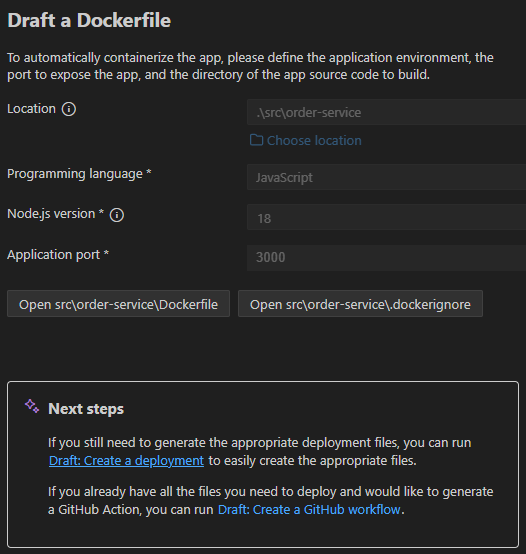 Draft a Dockerfile
To automatically containerize the app, please define the application environment, the
port to expose the app, and the directory of the app source code to build.
Location
.\src\order-service
Choose location
Programming language *
JavaScript
Node.js version *
18
Application port *
3000
Open src\order-service\Dockerfile
Open src\order-service\.dockerignore
Next steps
If you still need to generate the appropriate deployment files, you can run
Draft: Create a deployment to easily create the appropriate files.
If you already have all the files you need to deploy and would like to generate
a GitHub Action, you can run Draft: Create a GitHub workflow.